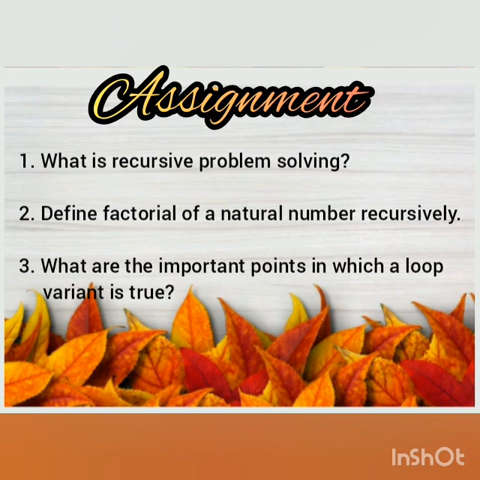 Assignment
1. What is recursive problem solving?
2. Define factorial of a natural number recursively.
3. What are the important points in which a loop
variant is true?
InShOt